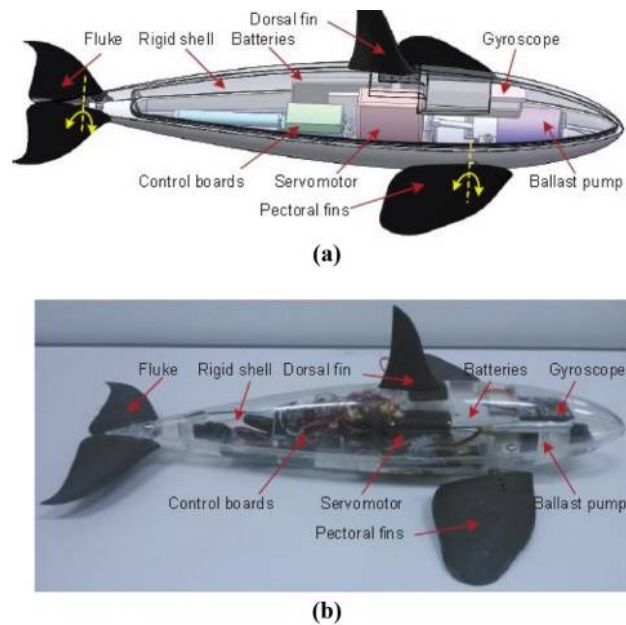 Dorsal fin
Fluke
Rigid shell
Batteries
Gyroscope
Control boards
Servomotor
Pectoral fins
Ballast pump
(a)
Fluke
Rigid shell
Dorsal fin
Batteries
Gyroscope
Control boards
Servomotor
Pectoral fins
Ballast pump
(b)